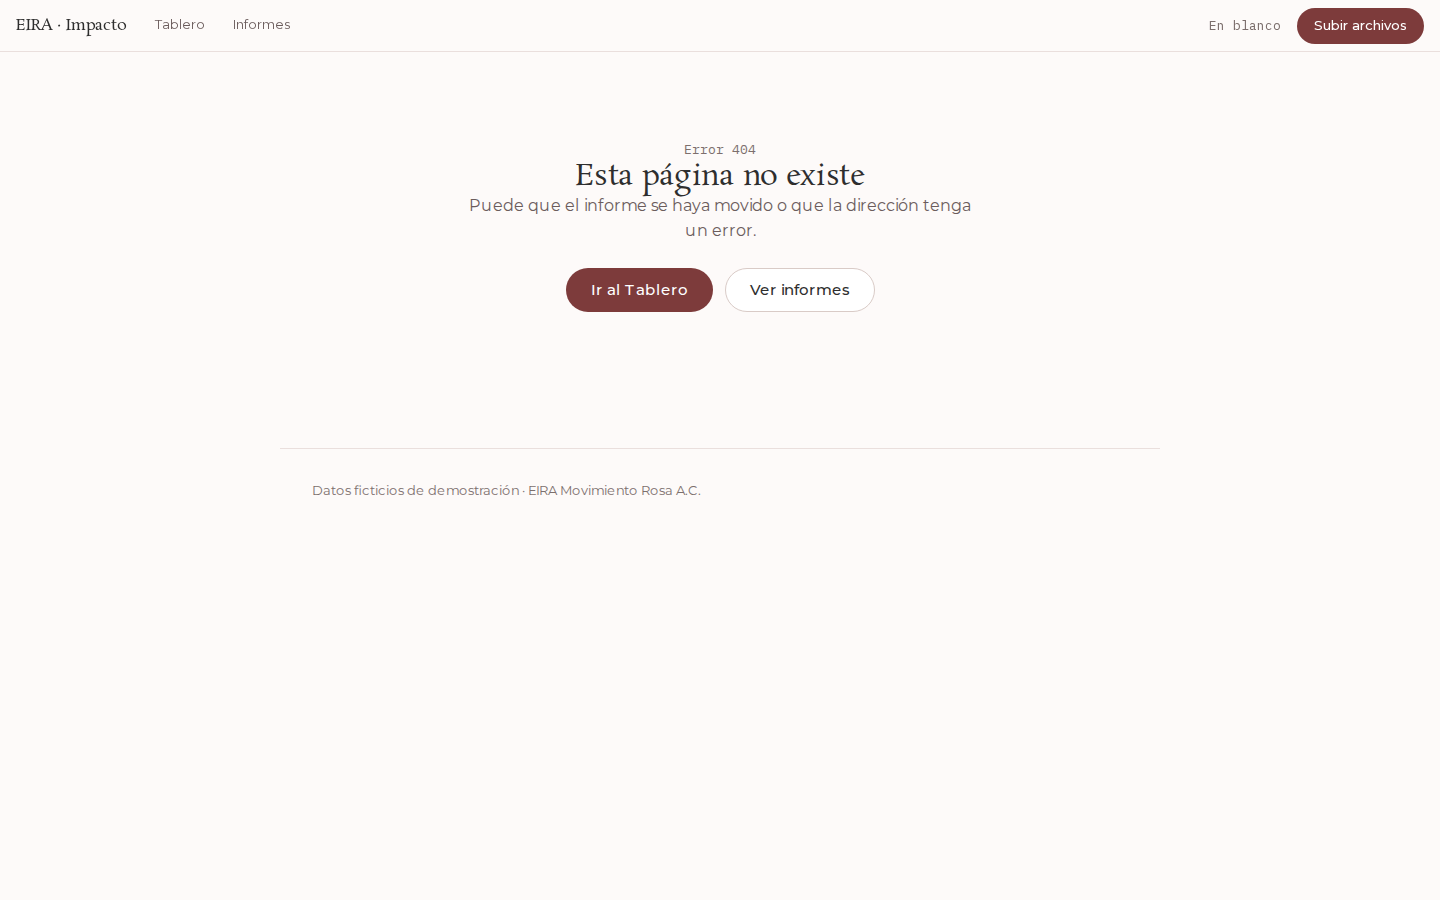 EIRA · Impacto
Tablero
Informes
En blanco
Subir archivos
Error 404
Esta página no existe
Puede que el informe se haya movido o que la dirección tenga
un error.
Ir al Tablero
Ver informes
Datos ficticios de demostración · EIRA Movimiento Rosa A.C.